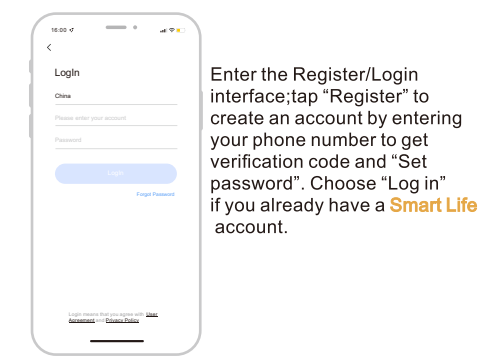 16:00
LogIn
China
Please enter your account
Password
Login
Forgot Password
Login means that you agree with User
Agreement and Privacy Policy
Enter the Register/Login
interface;tap “Register” to
create an account by entering
your phone number to get
verification code and “Set
password”. Choose “Log in”
if you already have a Smart Life
account.